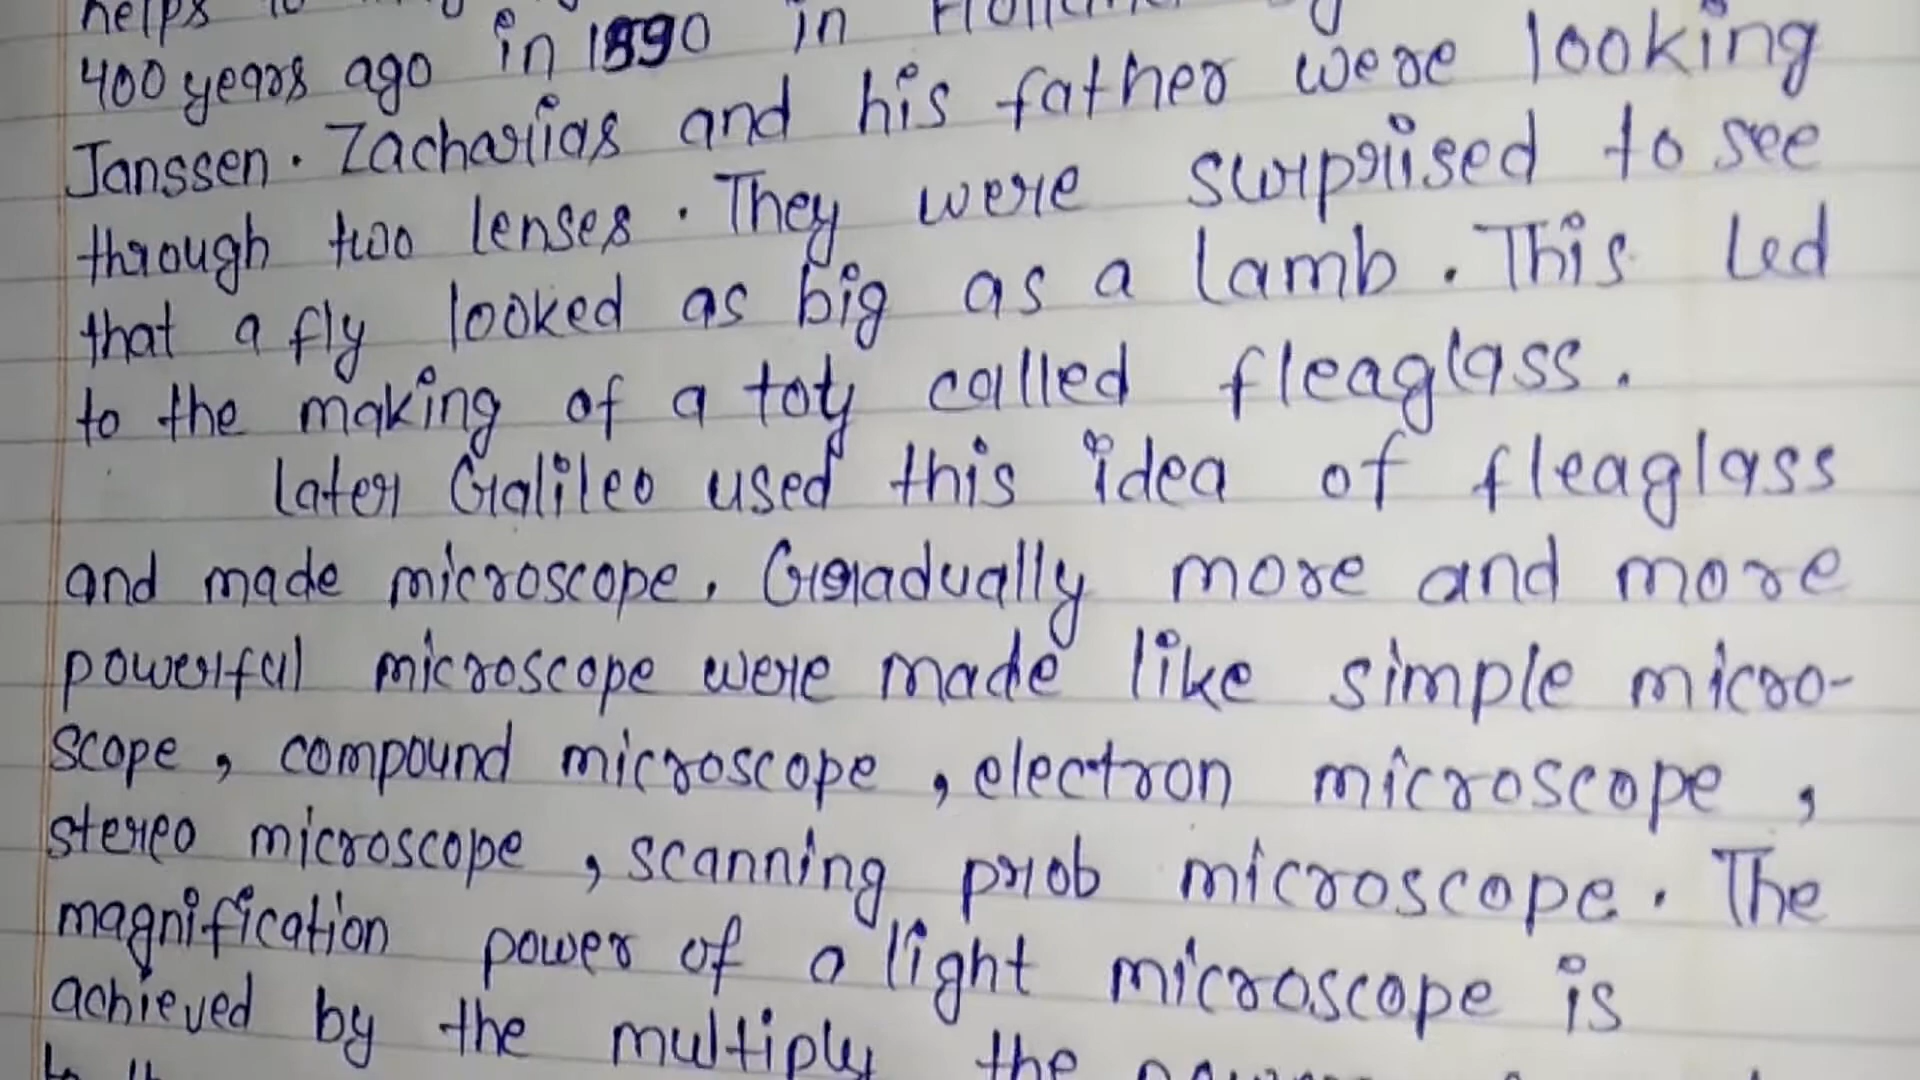 helps to
400 years ago in 1890 in
Janssen. Zacharias and his father were looking
through two lenses. They were surprised to see
that a fly looked as big as a lamb. This led
to the making of a toty called fleaglass.
Later Galileo used this idea of fleaglass
and made microscope. Gradually more and more
powerful microscope were made like simple micro-
scope, compound microscope, electron microscope,
stereo microscope, scanning prob microscope. The
magnification power of a light microscope is
achieved by the multiply the